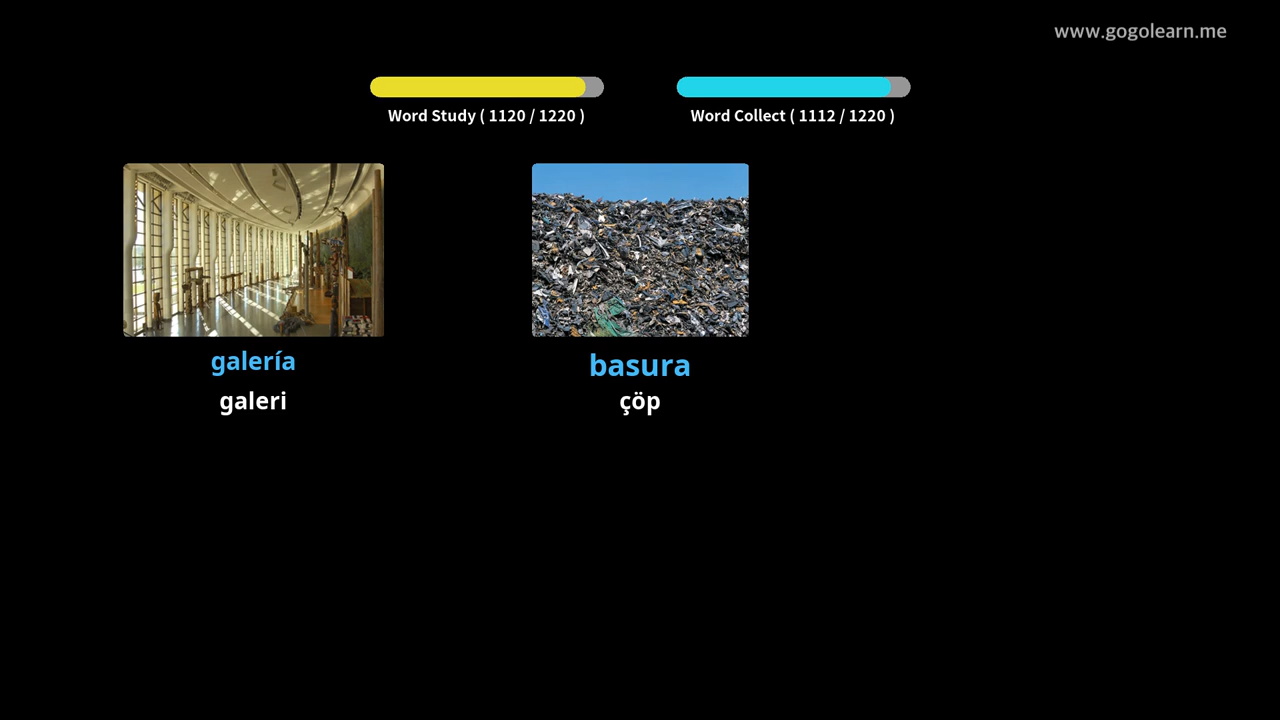 www.gogolearn.me
Word Study ( 1120 / 1220 )
Word Collect ( 1112 / 1220 )
galería
galeri
basura
çöp